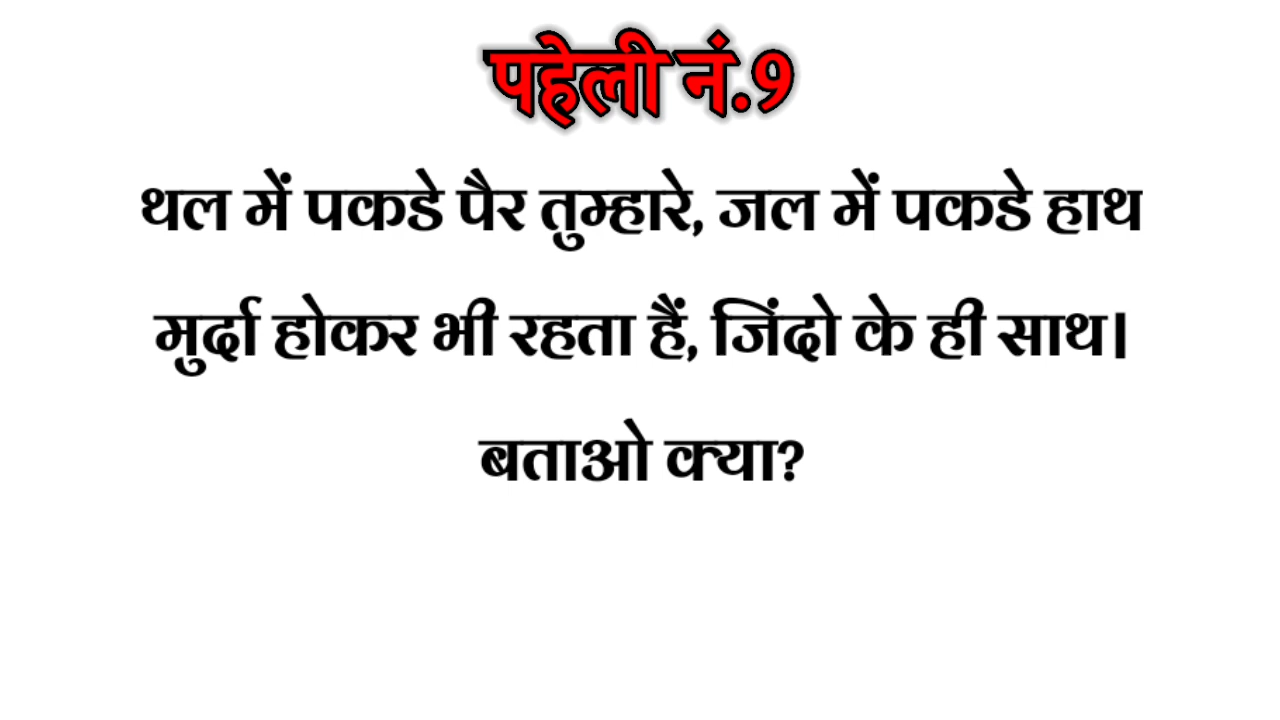 पहेली नं.9
थल में पकडे पैर तुम्हारे, जल में पकडे हाथ
मुर्दा होकर भी रहता हैं, जिंदो के ही साथ।
बताओ क्या?